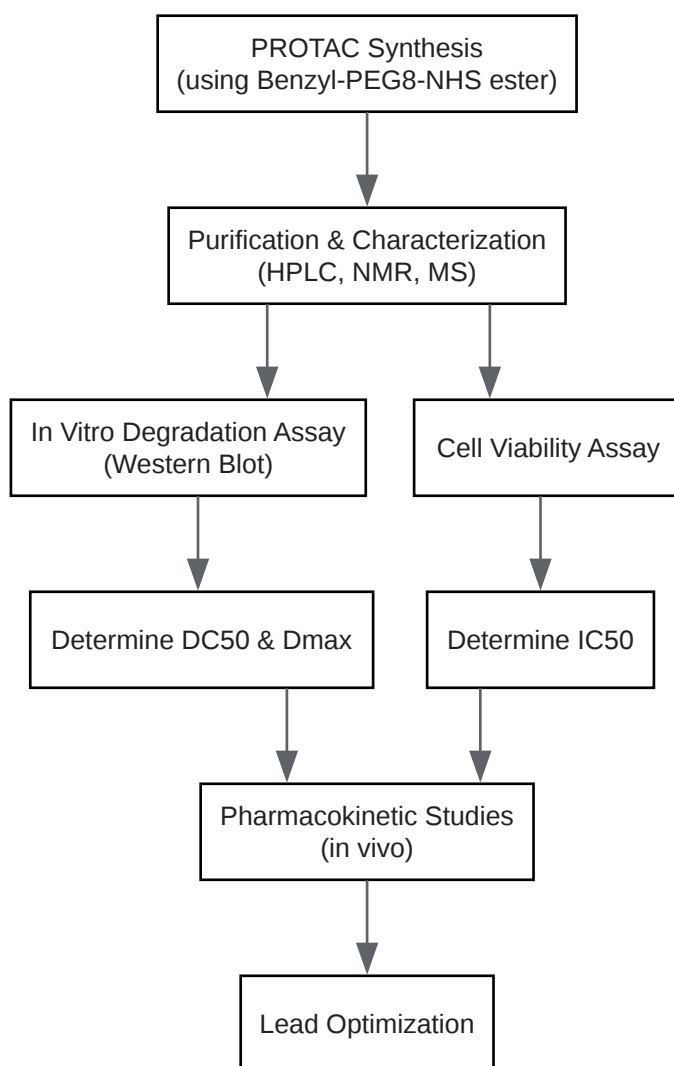 PROTAC Synthesis
(using Benzyl-PEG8-NHS ester)
Purification & Characterization
(HPLC, NMR, MS)
In Vitro Degradation Assay
(Western Blot)
Cell Viability Assay
Determine DC50 & Dmax
Determine IC50
Pharmacokinetic Studies
(in vivo)
Lead Optimization